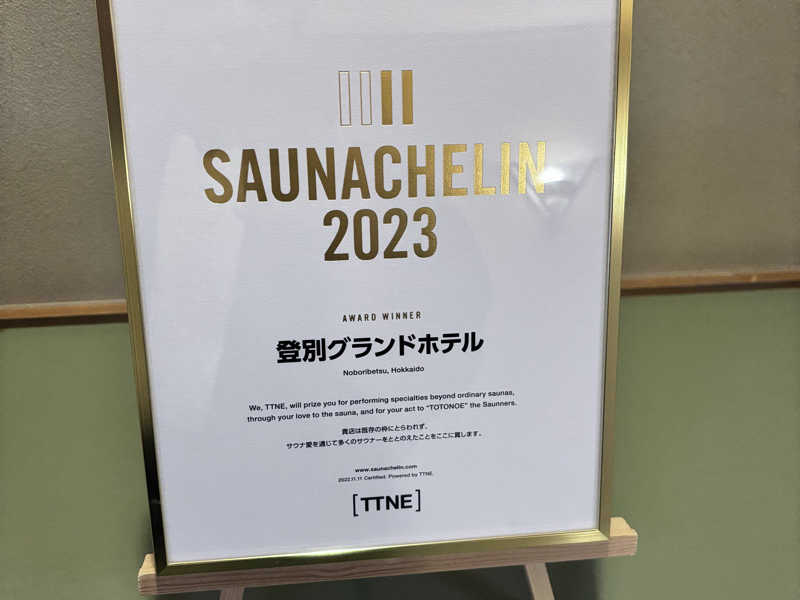 SAUNACHELIN
2023
AWARD WINNER
登別グランドホテル
Noboribetsu, Hokkaido
We, TTNE, will prize you for performing specialties beyond ordinary saunas,
through your love to the sauna, and for your act to “TOTONOE” the Saunners.
貴店は既存の枠にとらわれず、
サウナ愛を通じて多くのサウナーをととのえたことをここに賞します。
www.saunachelin.com
2022.11.11 Certified. Powered by TTNE.
[TTNE]